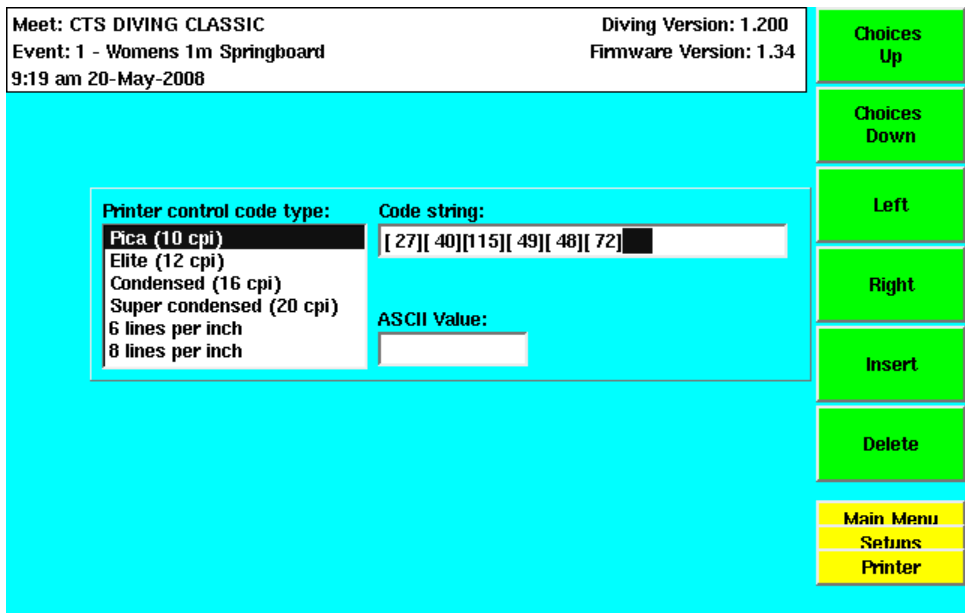 Meet: CTS DIVING CLASSIC
Diving Version: 1.200
Event: 1 - Womens 1m Springboard
Firmware Version: 1.34
9:19 am 20-May-2008
Choices
Up
Choices
Down
Left
Right
Insert
Delete
Main Menu
Setups
Printer
Printer control code type:
Pica (10 cpi)
Elite (12 cpi)
Condensed (16 cpi)
Super condensed (20 cpi)
6 lines per inch
8 lines per inch
Code string:
[ 27][ 40][115][ 49][ 48][ 72]
ASCII Value: